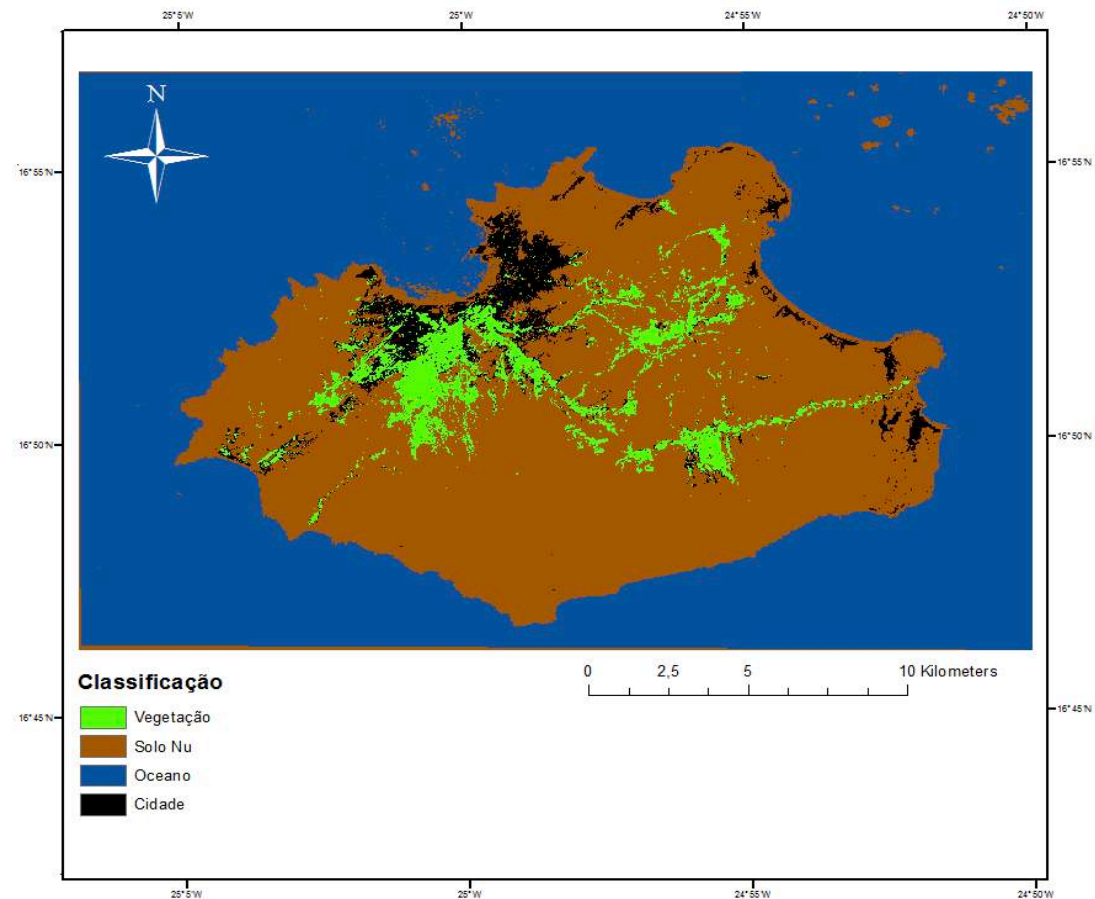 25°5'W 25°W 24°55'W 24°50'W
N
16°55'N 16°55'N
16°50'N 16°50'N
0 2,5 5 10 Kilometers
Classificação
16°45'N 16°45'N
Vegetação
Solo Nu
Oceano
Cidade
25°5'W 25°W 24°55'W 24°50'W